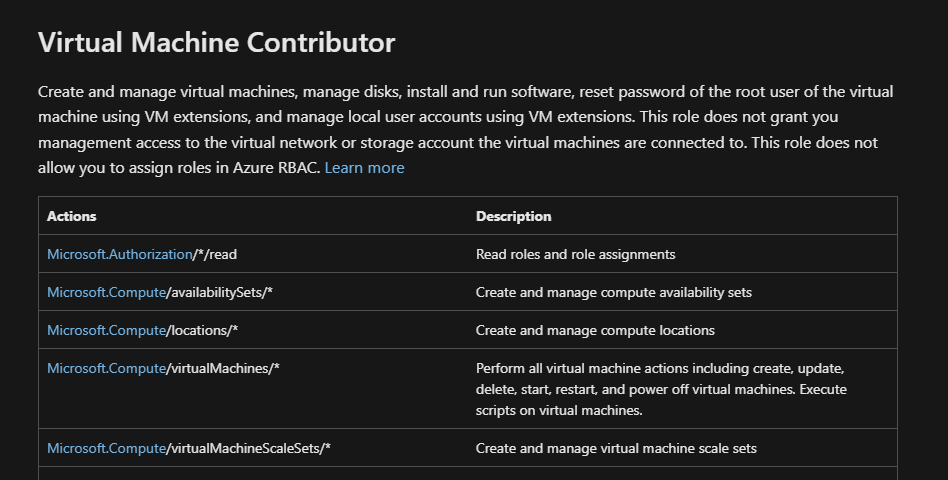 Virtual Machine Contributor
Create and manage virtual machines, manage disks, install and run software, reset password of the root user of the virtual
machine using VM extensions, and manage local user accounts using VM extensions. This role does not grant you
management access to the virtual network or storage account the virtual machines are connected to. This role does not
allow you to assign roles in Azure RBAC. Learn more
Actions Description
Microsoft.Authorization/*/read Read roles and role assignments
Microsoft.Compute/availabilitySets/* Create and manage compute availability sets
Microsoft.Compute/locations/* Create and manage compute locations
Microsoft.Compute/virtualMachines/* Perform all virtual machine actions including create, update,
delete, start, restart, and power off virtual machines. Execute
scripts on virtual machines.
Microsoft.Compute/virtualMachineScaleSets/* Create and manage virtual machine scale sets